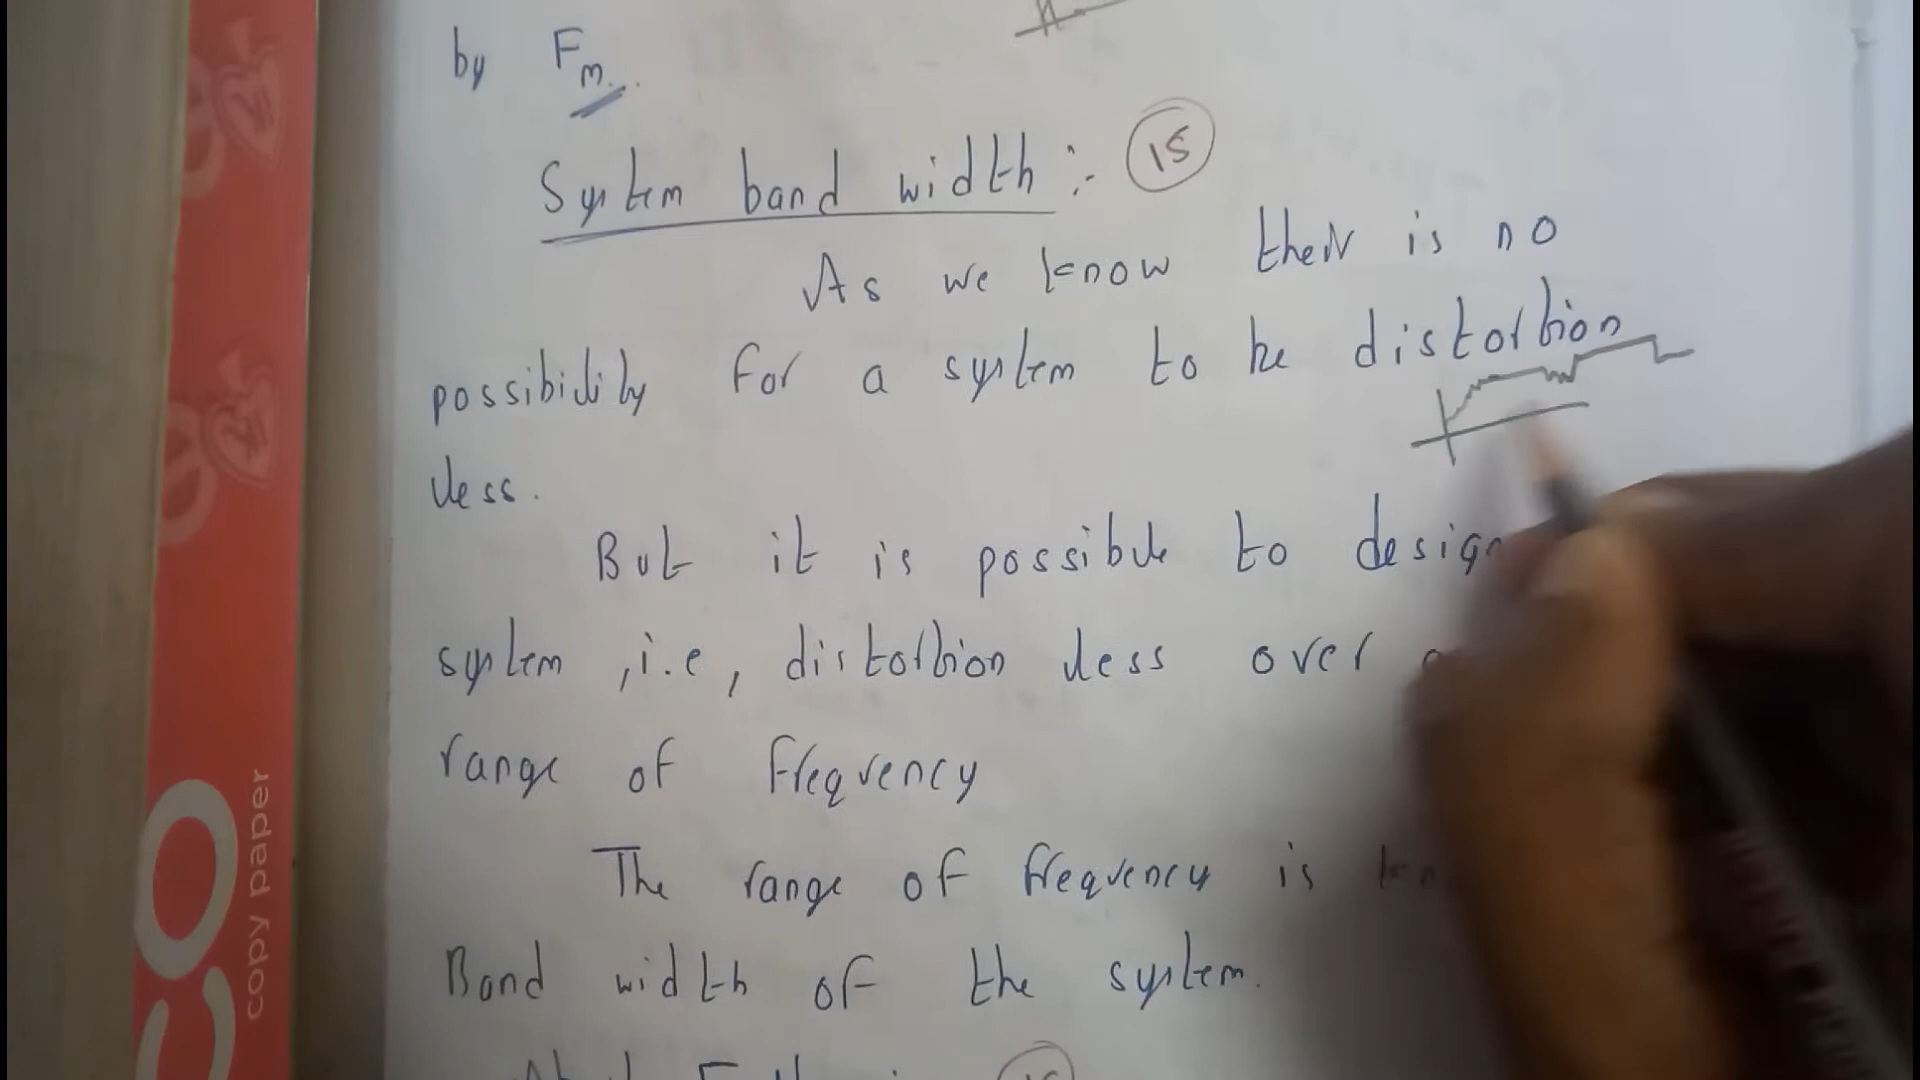 by Fm
System band width :- 15
As we know their is no
possibility for a system to be distortion
less.
But it is possible to design
system , i.e, distortion less over a
range of frequency
The range of frequency is
Band width of the system.
copy paper